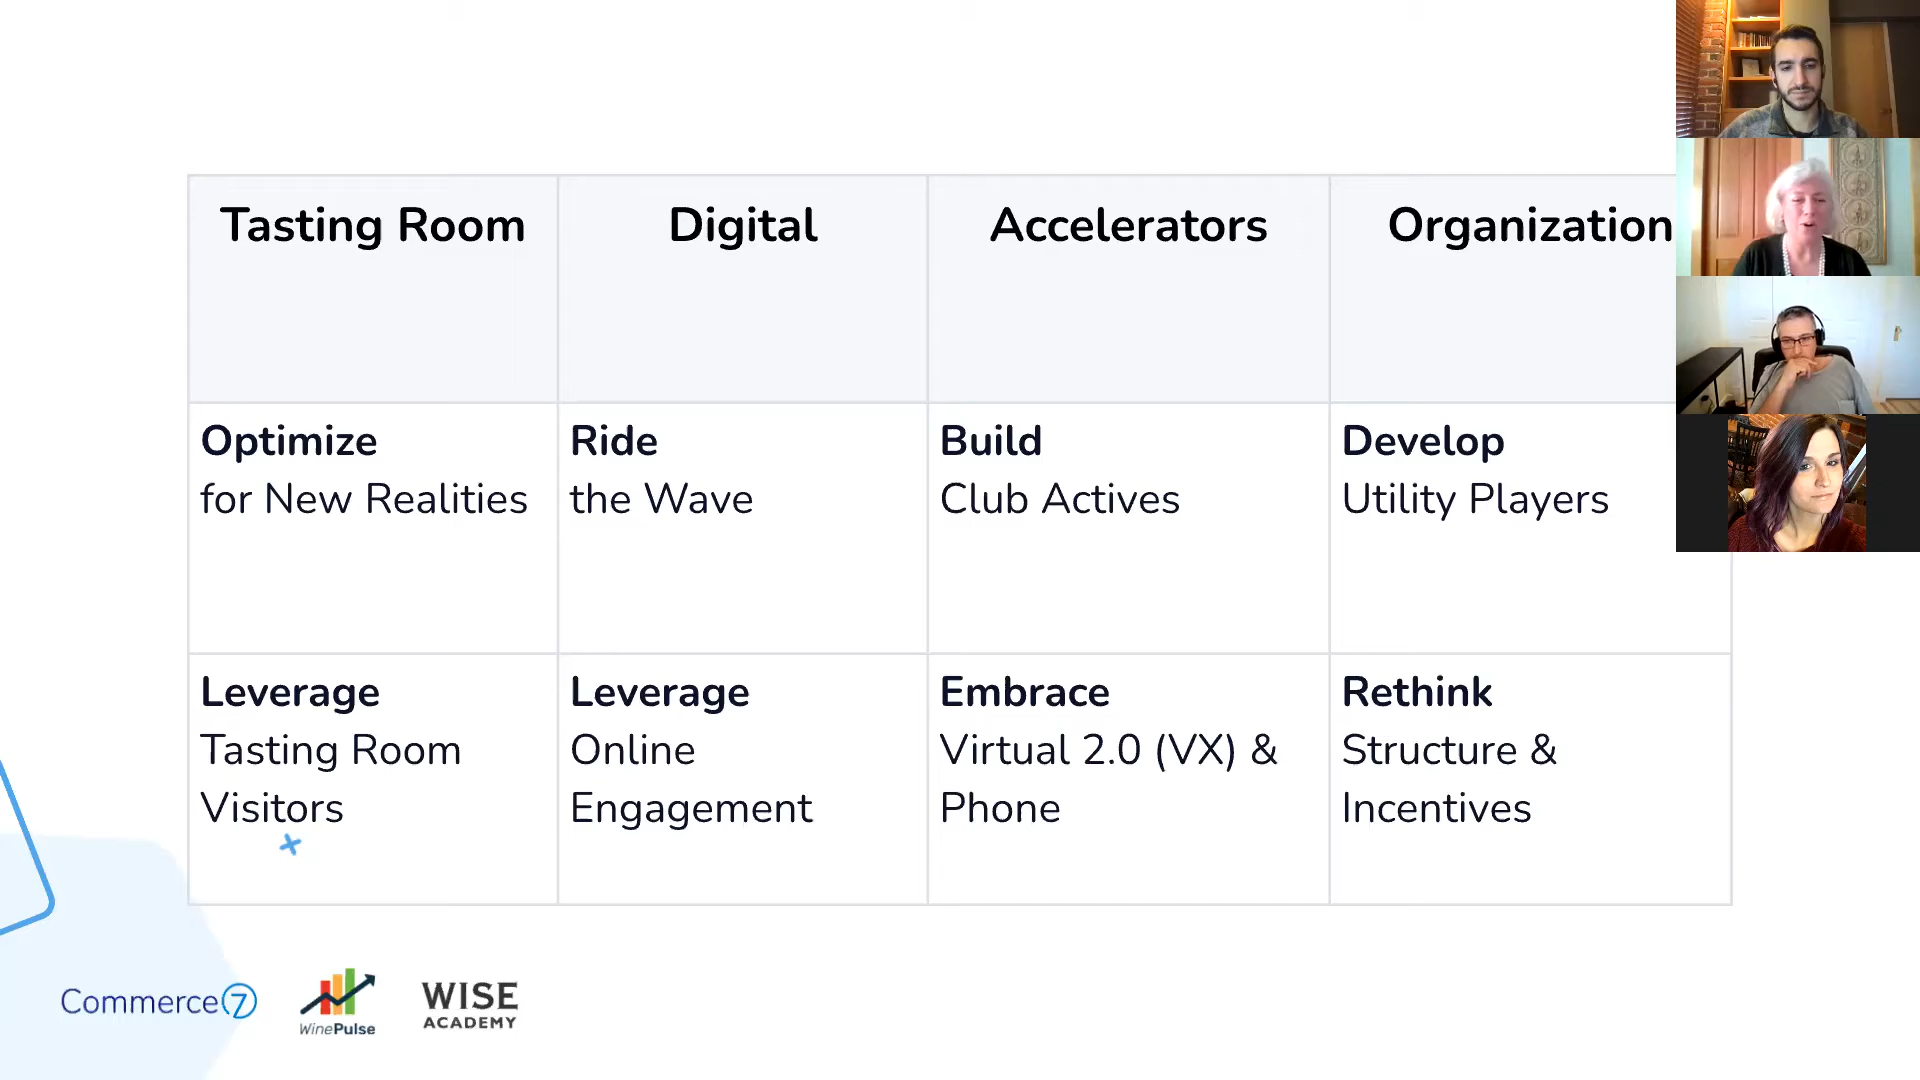 Tasting Room
Digital
Accelerators
Organization
Optimize
for New Realities
Ride
the Wave
Build
Club Actives
Develop
Utility Players
Leverage
Tasting Room
Visitors
Leverage
Online
Engagement
Embrace
Virtual 2.0 (VX) &
Phone
Rethink
Structure &
Incentives
Commerce7
WinePulse
WISE
ACADEMY